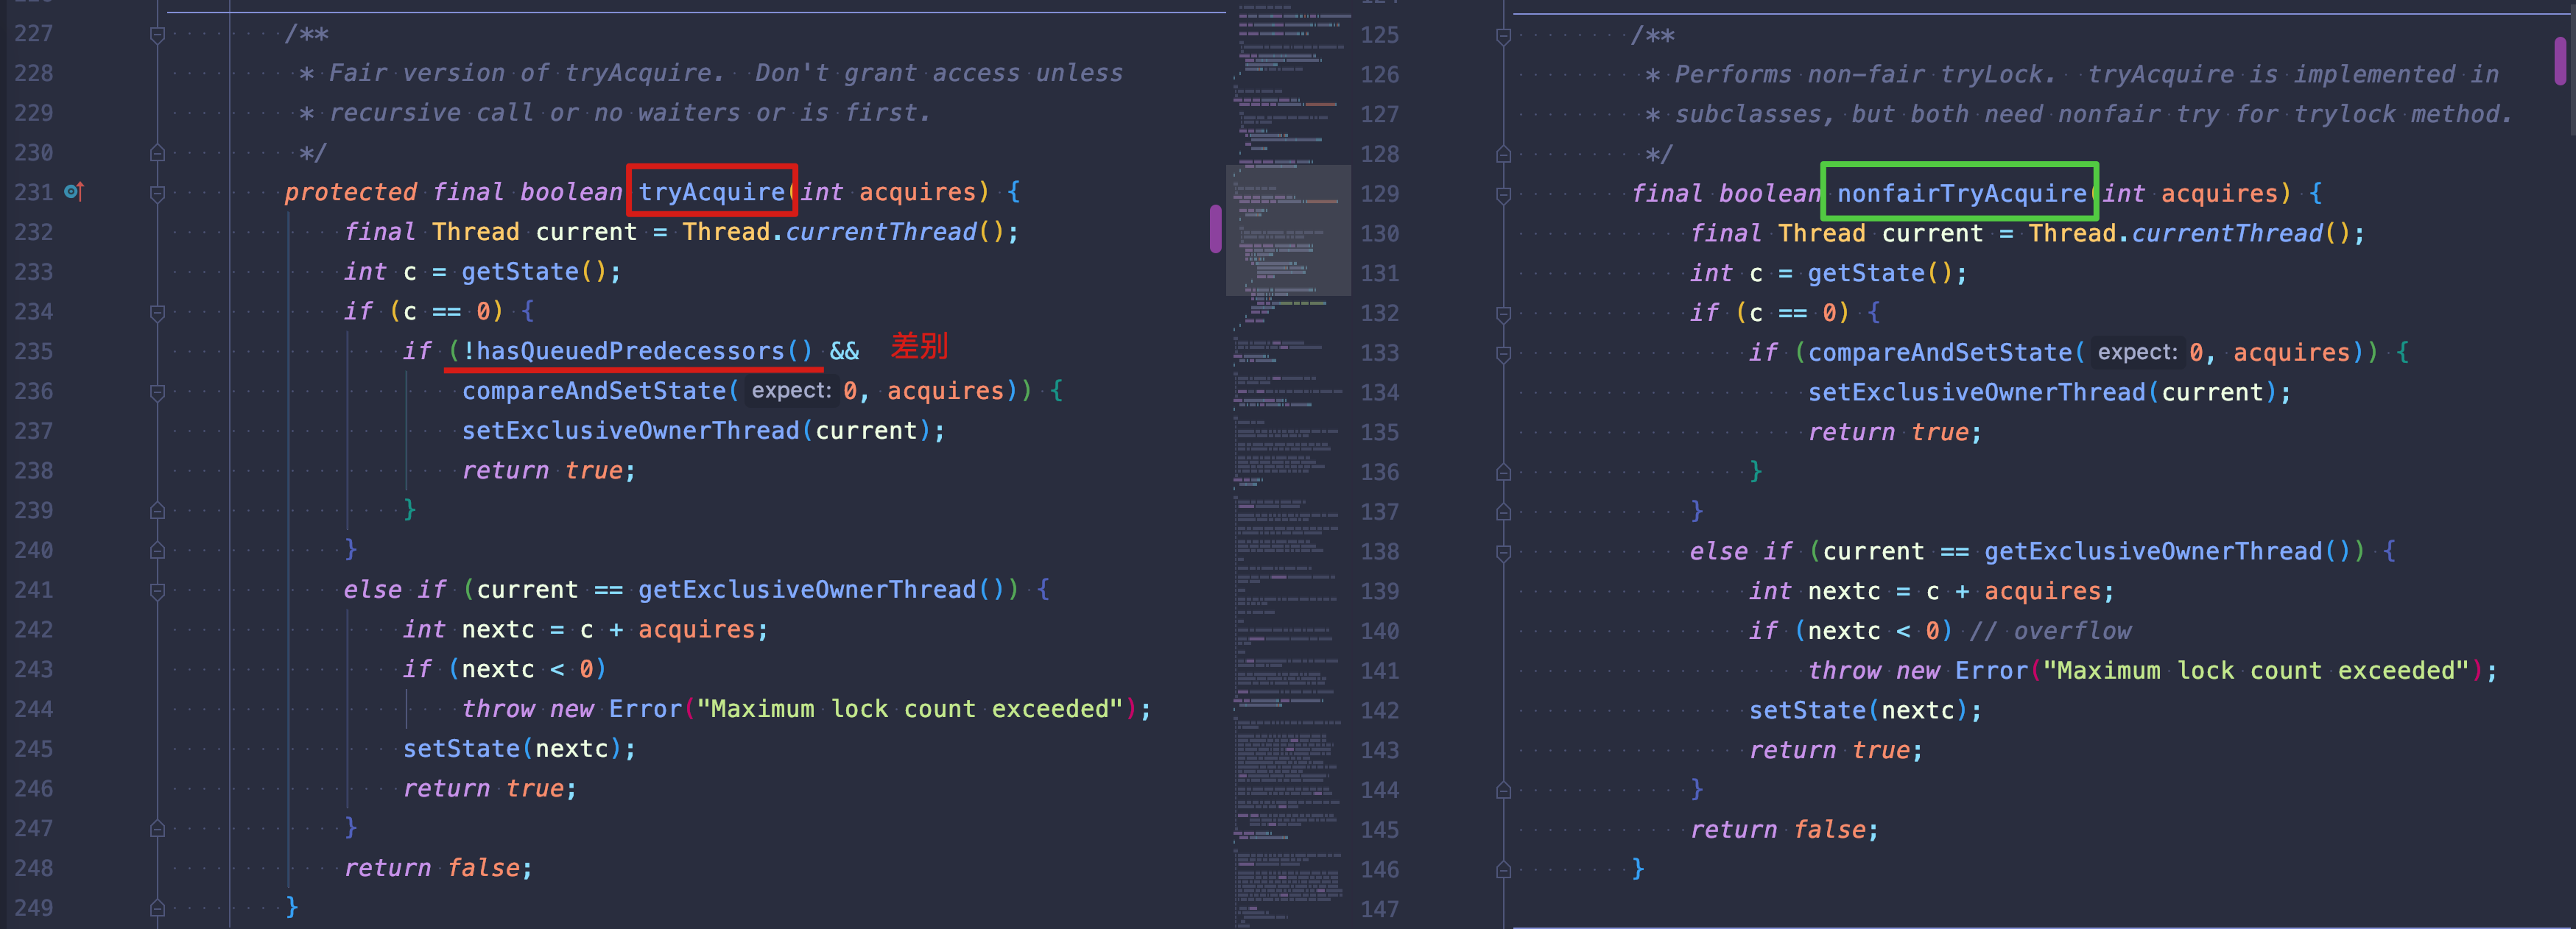 227 /**
228 * Fair version of tryAcquire.  Don't grant access unless
229 * recursive call or no waiters or is first.
230 */
231 protected final boolean tryAcquire(int acquires) {
232 final Thread current = Thread.currentThread();
233 int c = getState();
234 if (c == 0) {
235 if (!hasQueuedPredecessors() && 差别
236 compareAndSetState( expect: 0, acquires)) {
237 setExclusiveOwnerThread(current);
238 return true;
239 }
240 }
241 else if (current == getExclusiveOwnerThread()) {
242 int nextc = c + acquires;
243 if (nextc < 0)
244 throw new Error("Maximum lock count exceeded");
245 setState(nextc);
246 return true;
247 }
248 return false;
249 }
125 /**
126 * Performs non-fair tryLock.  tryAcquire is implemented in
127 * subclasses, but both need nonfair try for trylock method.
128 */
129 final boolean nonfairTryAcquire(int acquires) {
130 final Thread current = Thread.currentThread();
131 int c = getState();
132 if (c == 0) {
133 if (compareAndSetState( expect: 0, acquires)) {
134 setExclusiveOwnerThread(current);
135 return true;
136 }
137 }
138 else if (current == getExclusiveOwnerThread()) {
139 int nextc = c + acquires;
140 if (nextc < 0) // overflow
141 throw new Error("Maximum lock count exceeded");
142 setState(nextc);
143 return true;
144 }
145 return false;
146 }
147